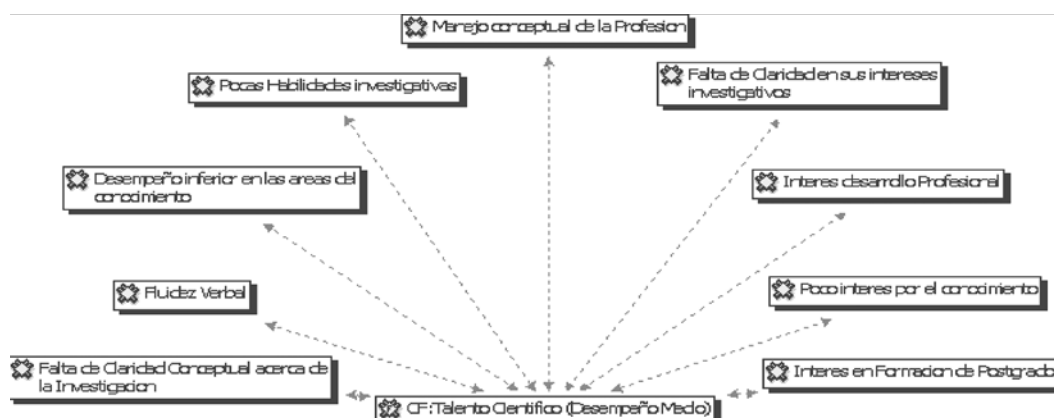 Manejo conceptual de la Profesion
Pocas Habilidades investigativas
Falta de Claridad en sus intereses
investigativos
Desempeño inferior en las areas del
conocimiento
Interes desarrollo Profesional
Fluidez Verbal
Poco interes por el conocimiento
Falta de Claridad Conceptual acerca de
la Investigacion
Interes en Formacion de Postgrado
CF:Talento Cientifico (Desempeño Medio)